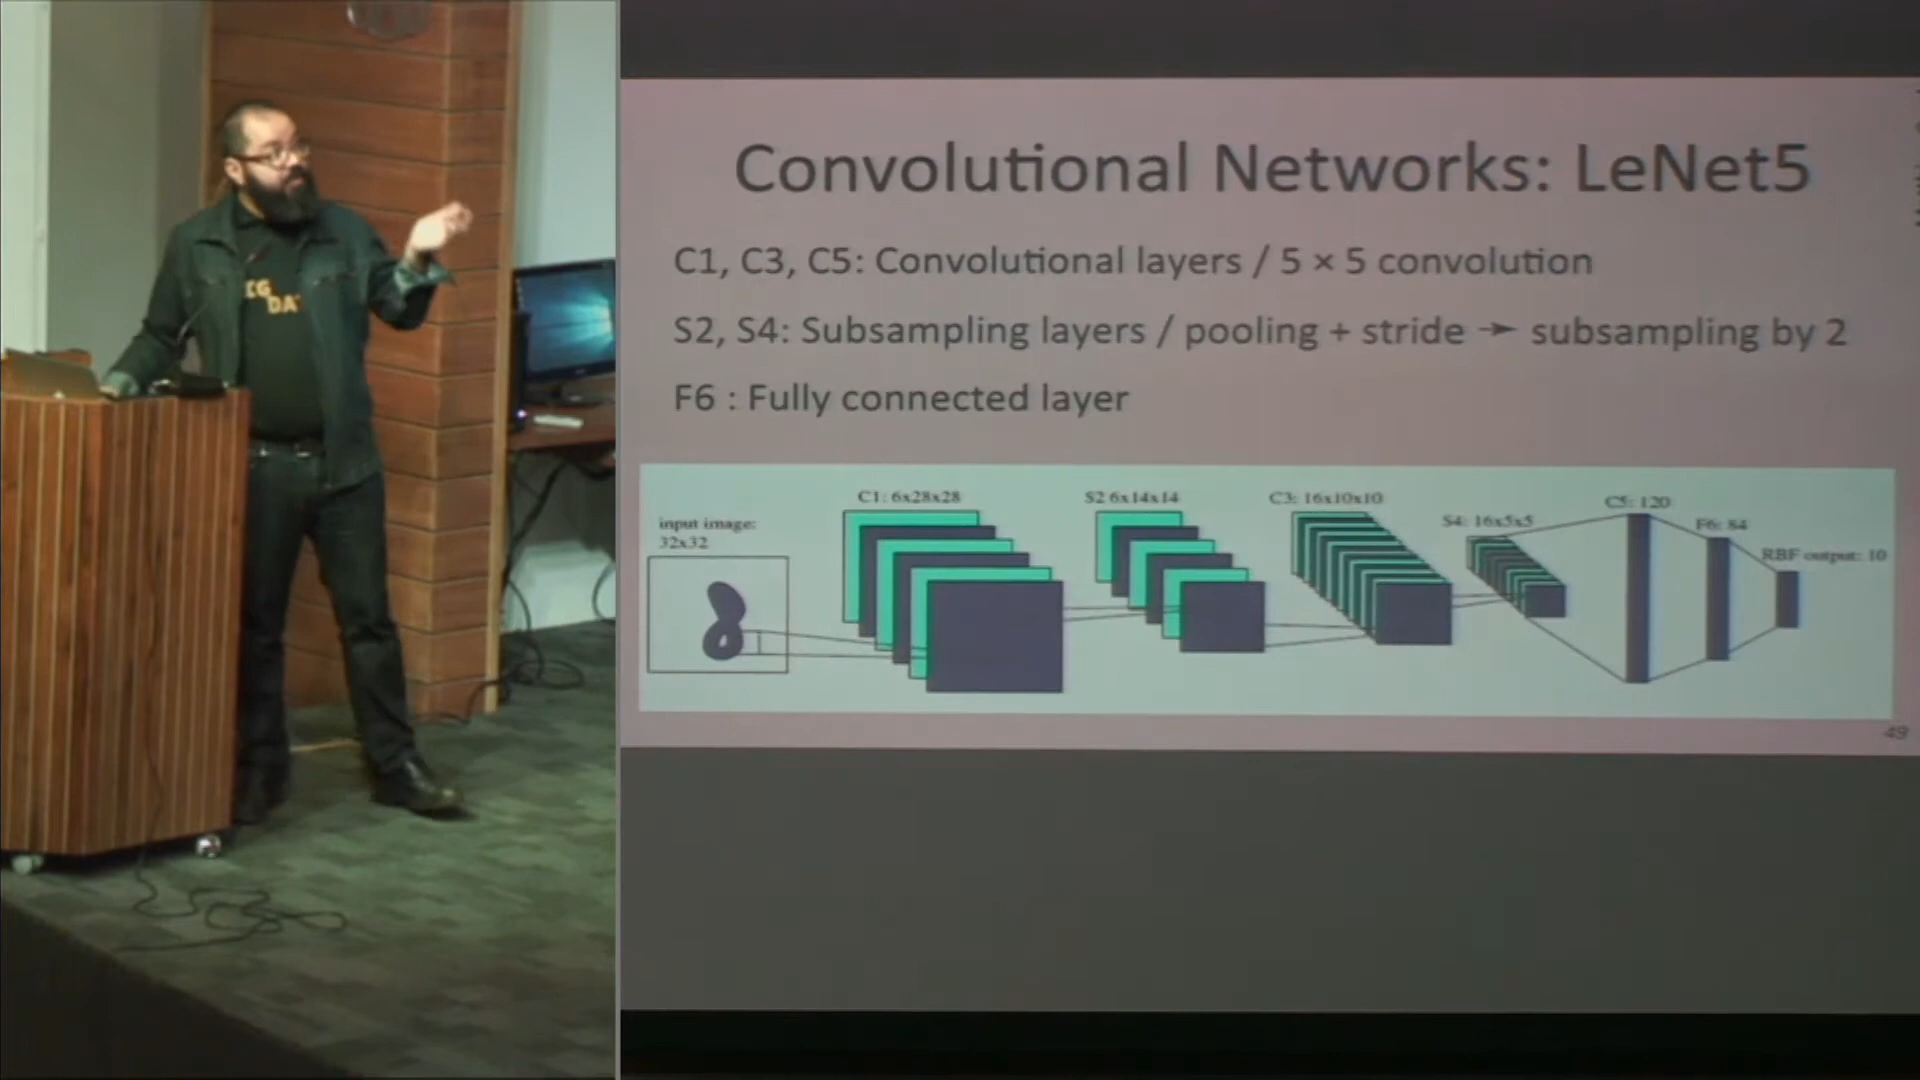 Convolutional Networks: LeNet5
C1, C3, C5: Convolutional layers / 5 × 5 convolution
S2, S4: Subsampling layers / pooling + stride ➛ subsampling by 2
F6 : Fully connected layer
input image:
32x32
C1: 6x28x28
S2 6x14x14
C3: 16x10x10
S4: 16x5x5
C5: 120
F6: 84
RBF output: 10
49
DA